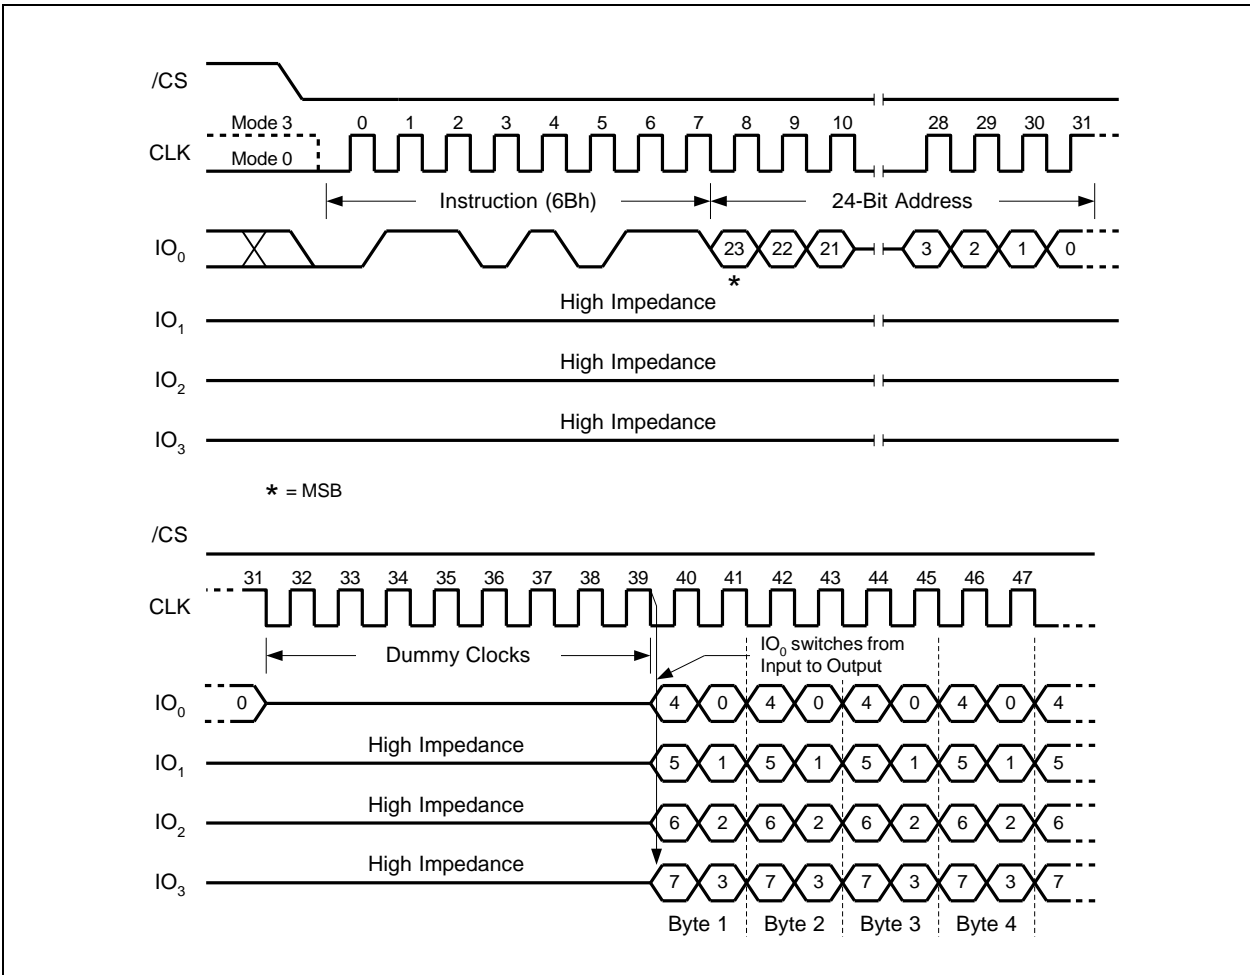 /CS
Mode 3 0 1 2 3 4 5 6 7 8 9 10 28 29 30 31
CLK
Mode 0
Instruction (6Bh) 24-Bit Address
IO0 23 22 21 3 2 1 0
*
High Impedance
IO1
High Impedance
IO2
High Impedance
IO3
* = MSB
/CS
31 32 33 34 35 36 37 38 39 40 41 42 43 44 45 46 47
CLK
Dummy Clocks
IO0 switches from
Input to Output
IO0 0 4 0 4 0 4 0 4 0 4
High Impedance
IO1 5 1 5 1 5 1 5 1 5
High Impedance
IO2 6 2 6 2 6 2 6 2 6
High Impedance
IO3 7 3 7 3 7 3 7 3 7
Byte 1 Byte 2 Byte 3 Byte 4